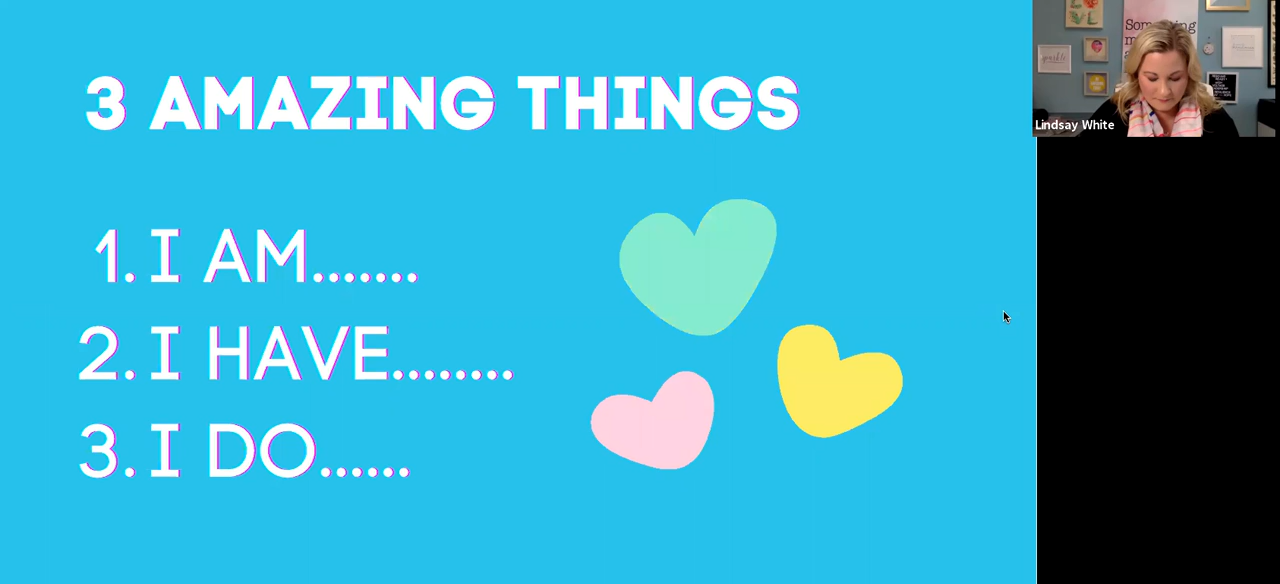 3 AMAZING THINGS
1. I AM.......
2. I HAVE........
3. I DO......
Lindsay White